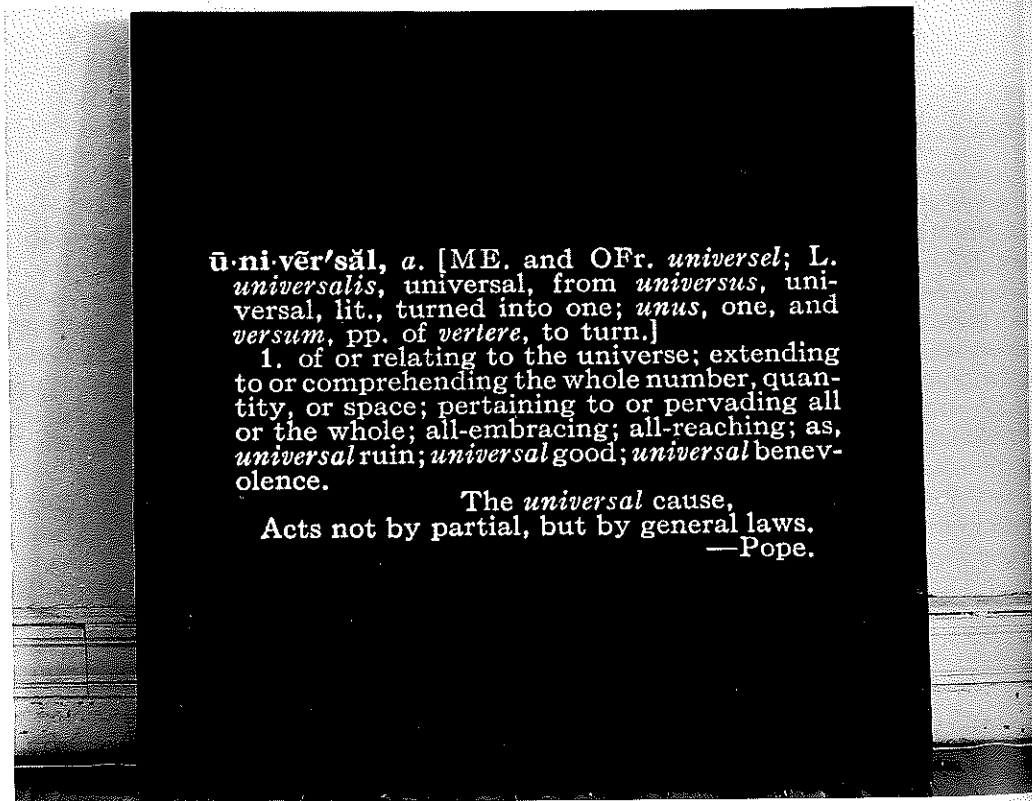 ū·ni·vẽr′săl, a. [ME. and OFr. universel; L.
universalis, universal, from universus, uni-
versal, lit., turned into one; unus, one, and
versum, pp. of vertere, to turn.]
1. of or relating to the universe; extending
to or comprehending the whole number, quan-
tity, or space; pertaining to or pervading all
or the whole; all-embracing; all-reaching; as,
universal ruin; universal good; universal benev-
olence.
The universal cause,
Acts not by partial, but by general laws.
—Pope.